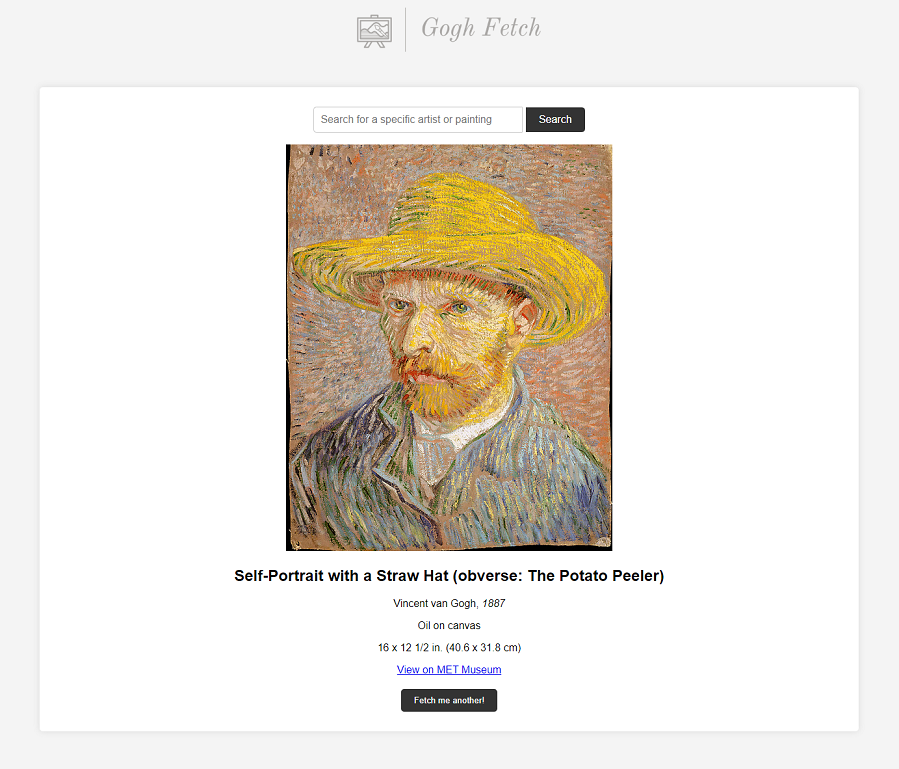 Gogh Fetch
Search for a specific artist or painting
Search
Self-Portrait with a Straw Hat (obverse: The Potato Peeler)
Vincent van Gogh, 1887
Oil on canvas
16 x 12 1/2 in. (40.6 x 31.8 cm)
View on MET Museum
Fetch me another!